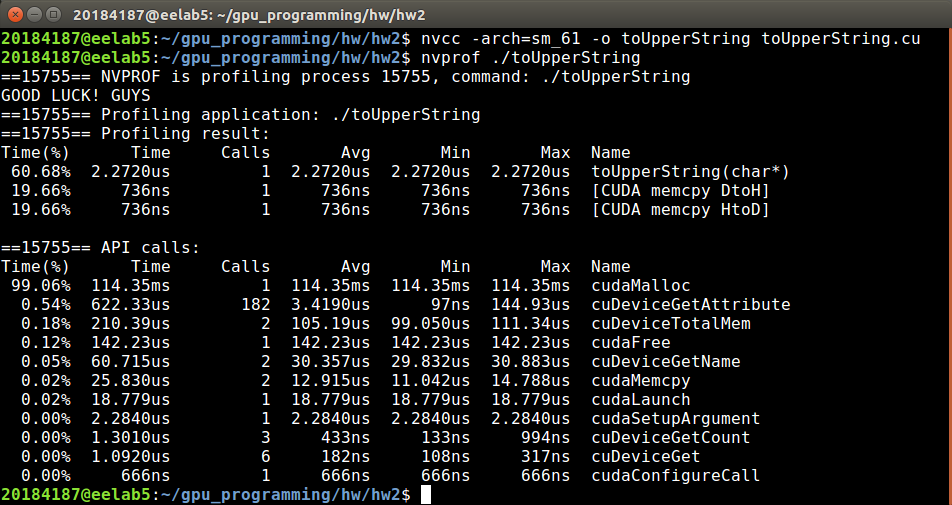 20184187@eelab5: ~/gpu_programming/hw/hw2
20184187@eelab5:~/gpu_programming/hw/hw2$ nvcc -arch=sm_61 -o toUpperString toUpperString.cu
20184187@eelab5:~/gpu_programming/hw/hw2$ nvprof ./toUpperString
==15755== NVPROF is profiling process 15755, command: ./toUpperString
GOOD LUCK! GUYS
==15755== Profiling application: ./toUpperString
==15755== Profiling result:
Time(%)      Time     Calls       Avg       Min       Max  Name
 60.68%  2.2720us         1  2.2720us  2.2720us  2.2720us  toUpperString(char*)
 19.66%     736ns         1     736ns     736ns     736ns  [CUDA memcpy DtoH]
 19.66%     736ns         1     736ns     736ns     736ns  [CUDA memcpy HtoD]
==15755== API calls:
Time(%)      Time     Calls       Avg       Min       Max  Name
 99.06%  114.35ms         1  114.35ms  114.35ms  114.35ms  cudaMalloc
  0.54%  622.33us       182  3.4190us      97ns  144.93us  cuDeviceGetAttribute
  0.18%  210.39us         2  105.19us  99.050us  111.34us  cuDeviceTotalMem
  0.12%  142.23us         1  142.23us  142.23us  142.23us  cudaFree
  0.05%  60.715us         2  30.357us  29.832us  30.883us  cuDeviceGetName
  0.02%  25.830us         2  12.915us  11.042us  14.788us  cudaMemcpy
  0.02%  18.779us         1  18.779us  18.779us  18.779us  cudaLaunch
  0.00%  2.2840us         1  2.2840us  2.2840us  2.2840us  cudaSetupArgument
  0.00%  1.3010us         3     433ns     133ns     994ns  cuDeviceGetCount
  0.00%  1.0920us         6     182ns     108ns     317ns  cuDeviceGet
  0.00%     666ns         1     666ns     666ns     666ns  cudaConfigureCall
20184187@eelab5:~/gpu_programming/hw/hw2$